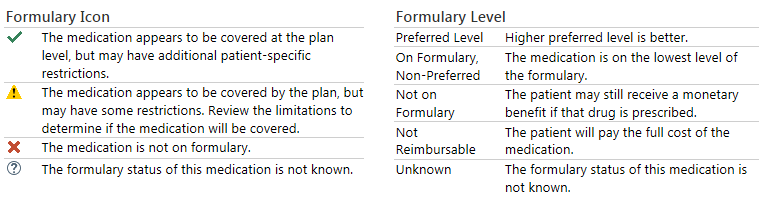 Formulary Icon
The medication appears to be covered at the plan
level, but may have additional patient-specific
restrictions.
The medication appears to be covered by the plan, but
may have some restrictions. Review the limitations to
determine if the medication will be covered.
The medication is not on formulary.
The formulary status of this medication is not known.
Formulary Level
Preferred Level Higher preferred level is better.
On Formulary, The medication is on the lowest level of
Non-Preferred the formulary.
Not on The patient may still receive a monetary
Formulary benefit if that drug is prescribed.
Not The patient will pay the full cost of the
Reimbursable medication.
Unknown The formulary status of this medication is
not known.